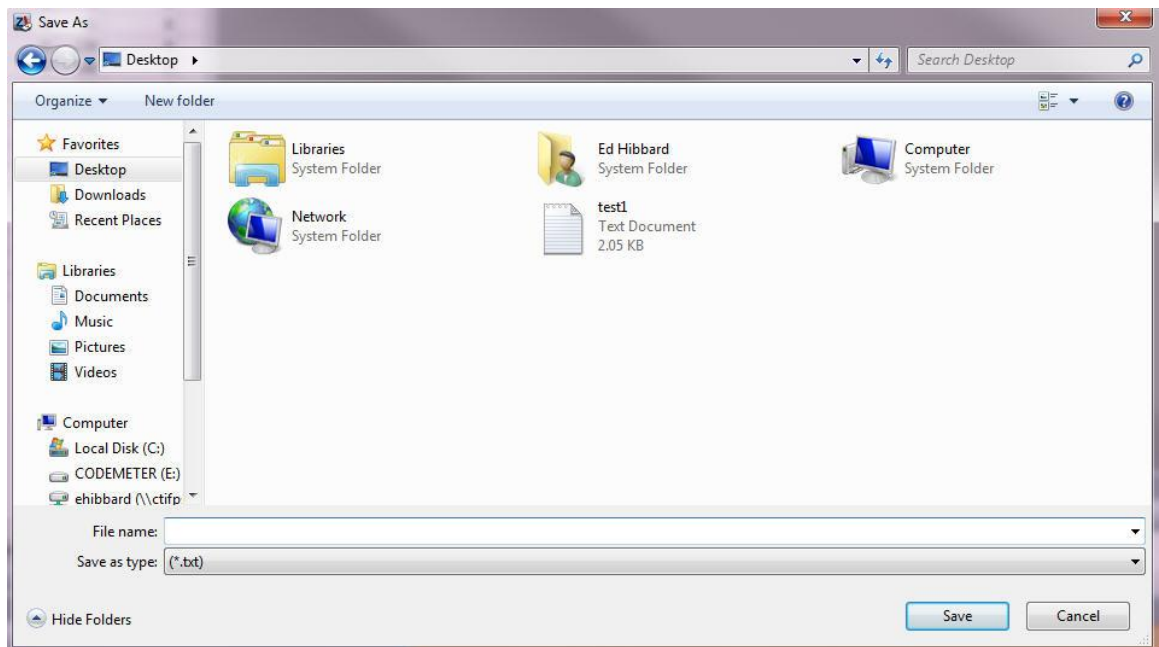 Save As
Desktop
Search Desktop
Organize
New folder
Favorites
Desktop
Downloads
Recent Places
Libraries
Documents
Music
Pictures
Videos
Computer
Local Disk (C:)
CODEMETER (E:)
ehibbard (\\ctifp
Libraries
System Folder
Ed Hibbard
System Folder
Computer
System Folder
Network
System Folder
test1
Text Document
2.05 KB
File name:
Save as type: (*.txt)
Hide Folders
Save
Cancel